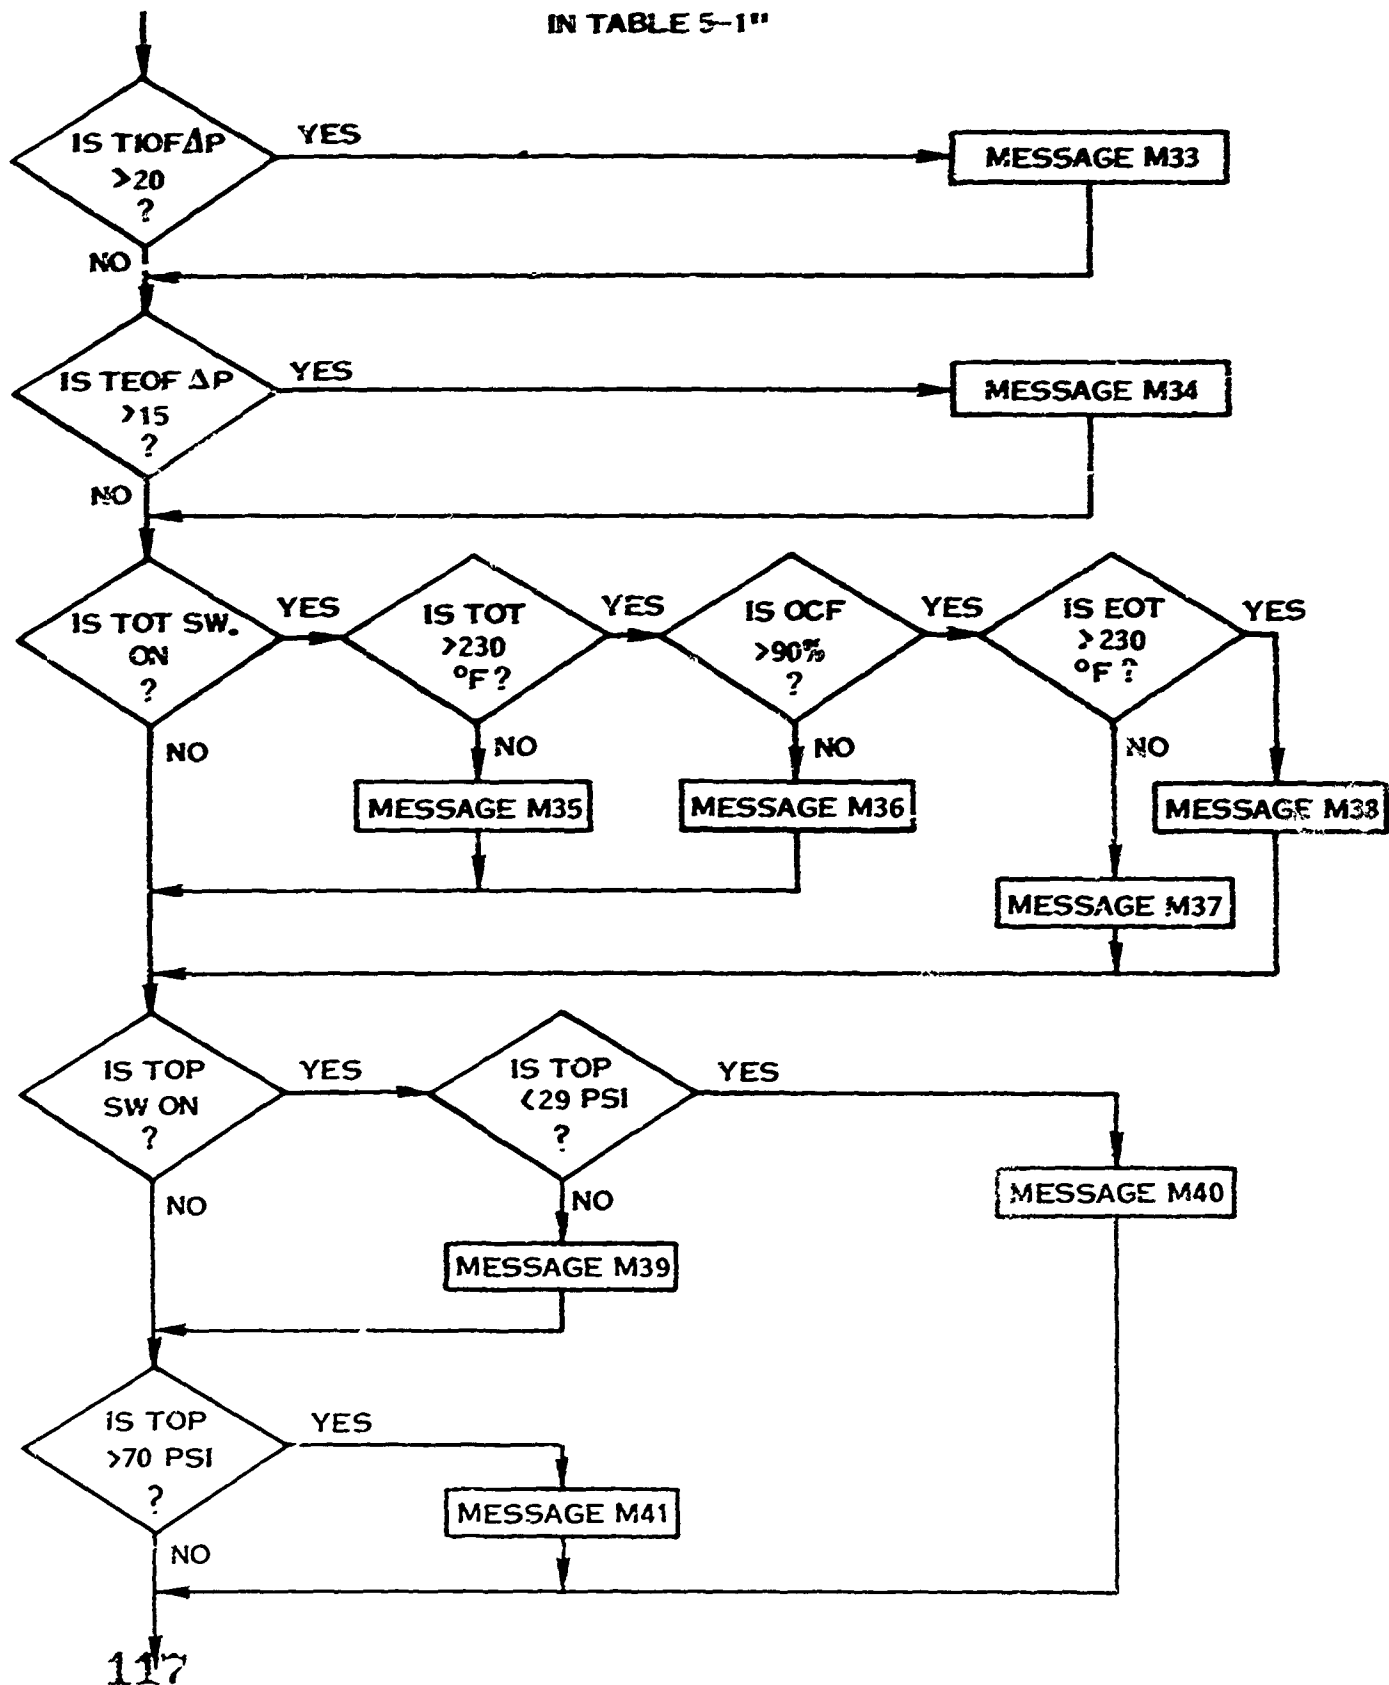 IN TABLE 5-1"
IS TIOF ΔP
>20
?
YES
MESSAGE M33
NO
IS TEOF ΔP
>15
?
YES
MESSAGE M34
NO
IS TOT SW.
ON
?
YES
IS TOT
>230
°F?
YES
IS OCF
>90%
?
YES
IS EOT
>230
°F?
YES
NO
NO
MESSAGE M35
NO
MESSAGE M36
NO
MESSAGE M38
MESSAGE M37
IS TOP
SW ON
?
YES
IS TOP
<29 PSI
?
YES
MESSAGE M40
NO
NO
MESSAGE M39
IS TOP
>70 PSI
?
YES
MESSAGE M41
NO
117